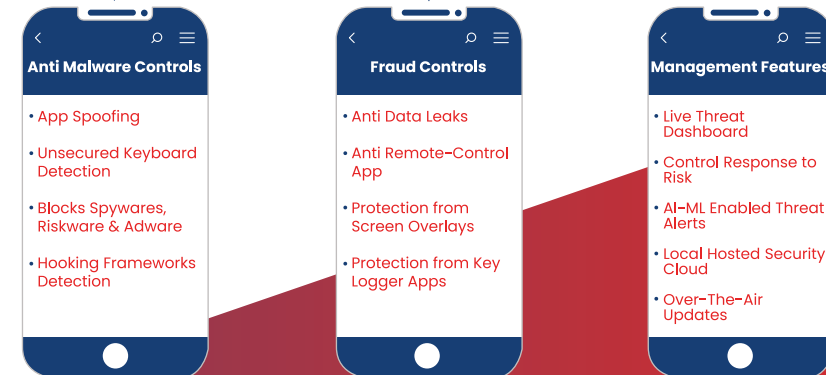 Anti Malware Controls
• App Spoofing
• Unsecured Keyboard
Detection
• Blocks Spywares,
Riskware & Adware
• Hooking Frameworks
Detection
Fraud Controls
• Anti Data Leaks
• Anti Remote-Control
App
• Protection from
Screen Overlays
• Protection from Key
Logger Apps
Management Features
• Live Threat
Dashboard
• Control Response to
Risk
• AI-ML Enabled Threat
Alerts
• Local Hosted Security
Cloud
• Over-The-Air
Updates